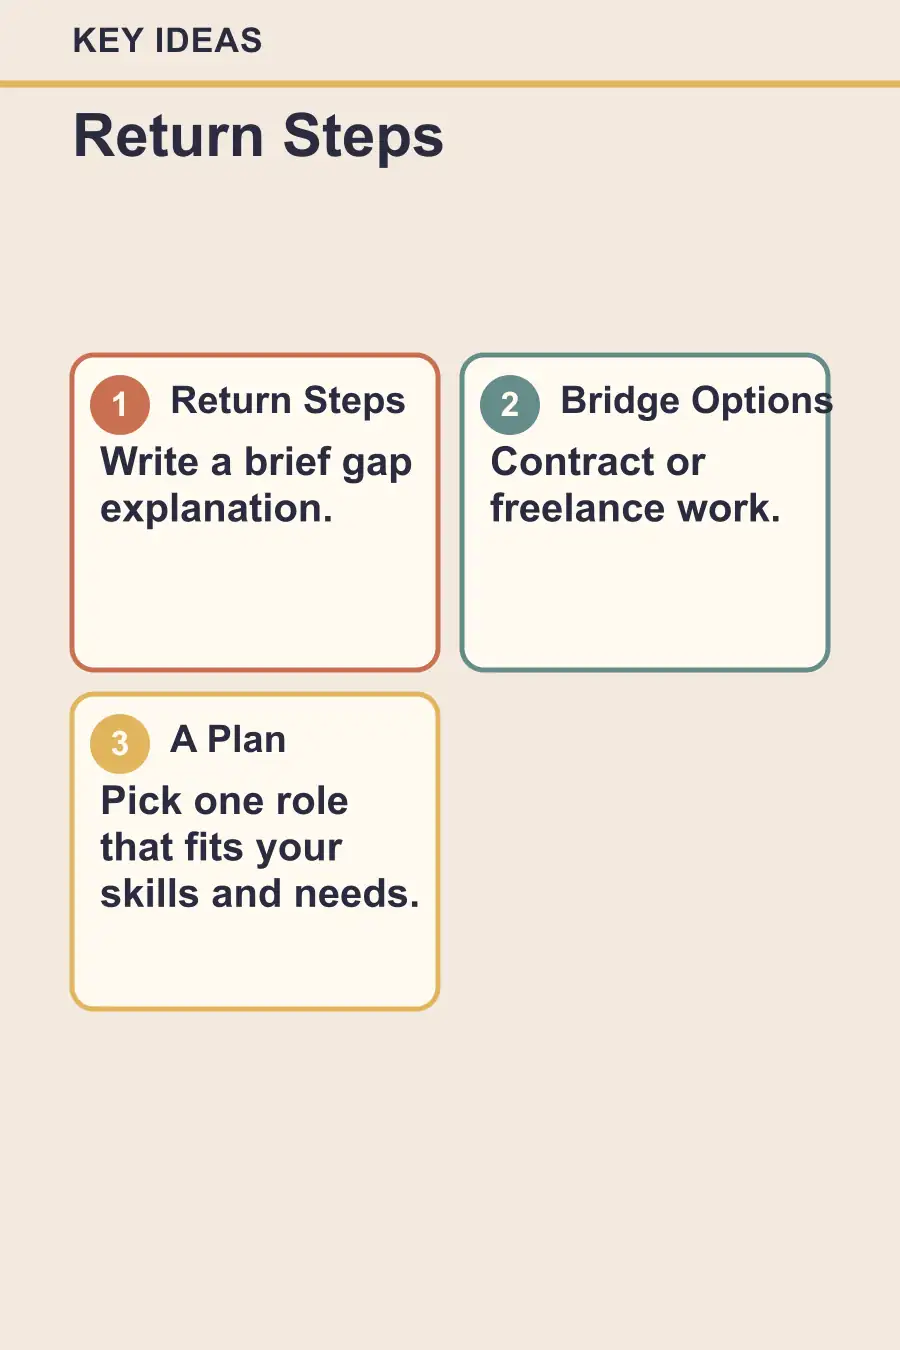 KEY IDEAS
Return Steps
1 Return Steps
Write a brief gap
explanation.
2 Bridge Options
Contract or
freelance work.
3 A Plan
Pick one role
that fits your
skills and needs.